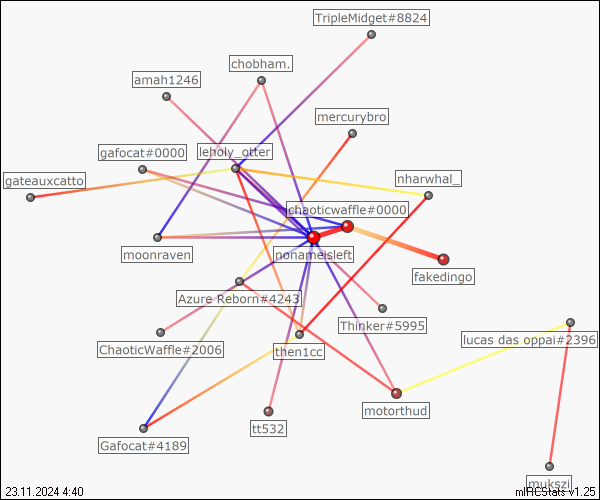 TripleMidget#8824
chobham.
amah1246
mercurybro
gafocat#0000
leholy_otter
gateauxcatto
nharwhal_
chaoticwaffle#0000
moonraven
nonameisleft
fakedingo
Azure Reborn#4243
Thinker#5995
lucas das oppai#2396
ChaoticWaffle#2006
then1cc
motorthud
tt532
Gafocat#4189
mukszi
23.11.2024 4:40
mIRCStats v1.25